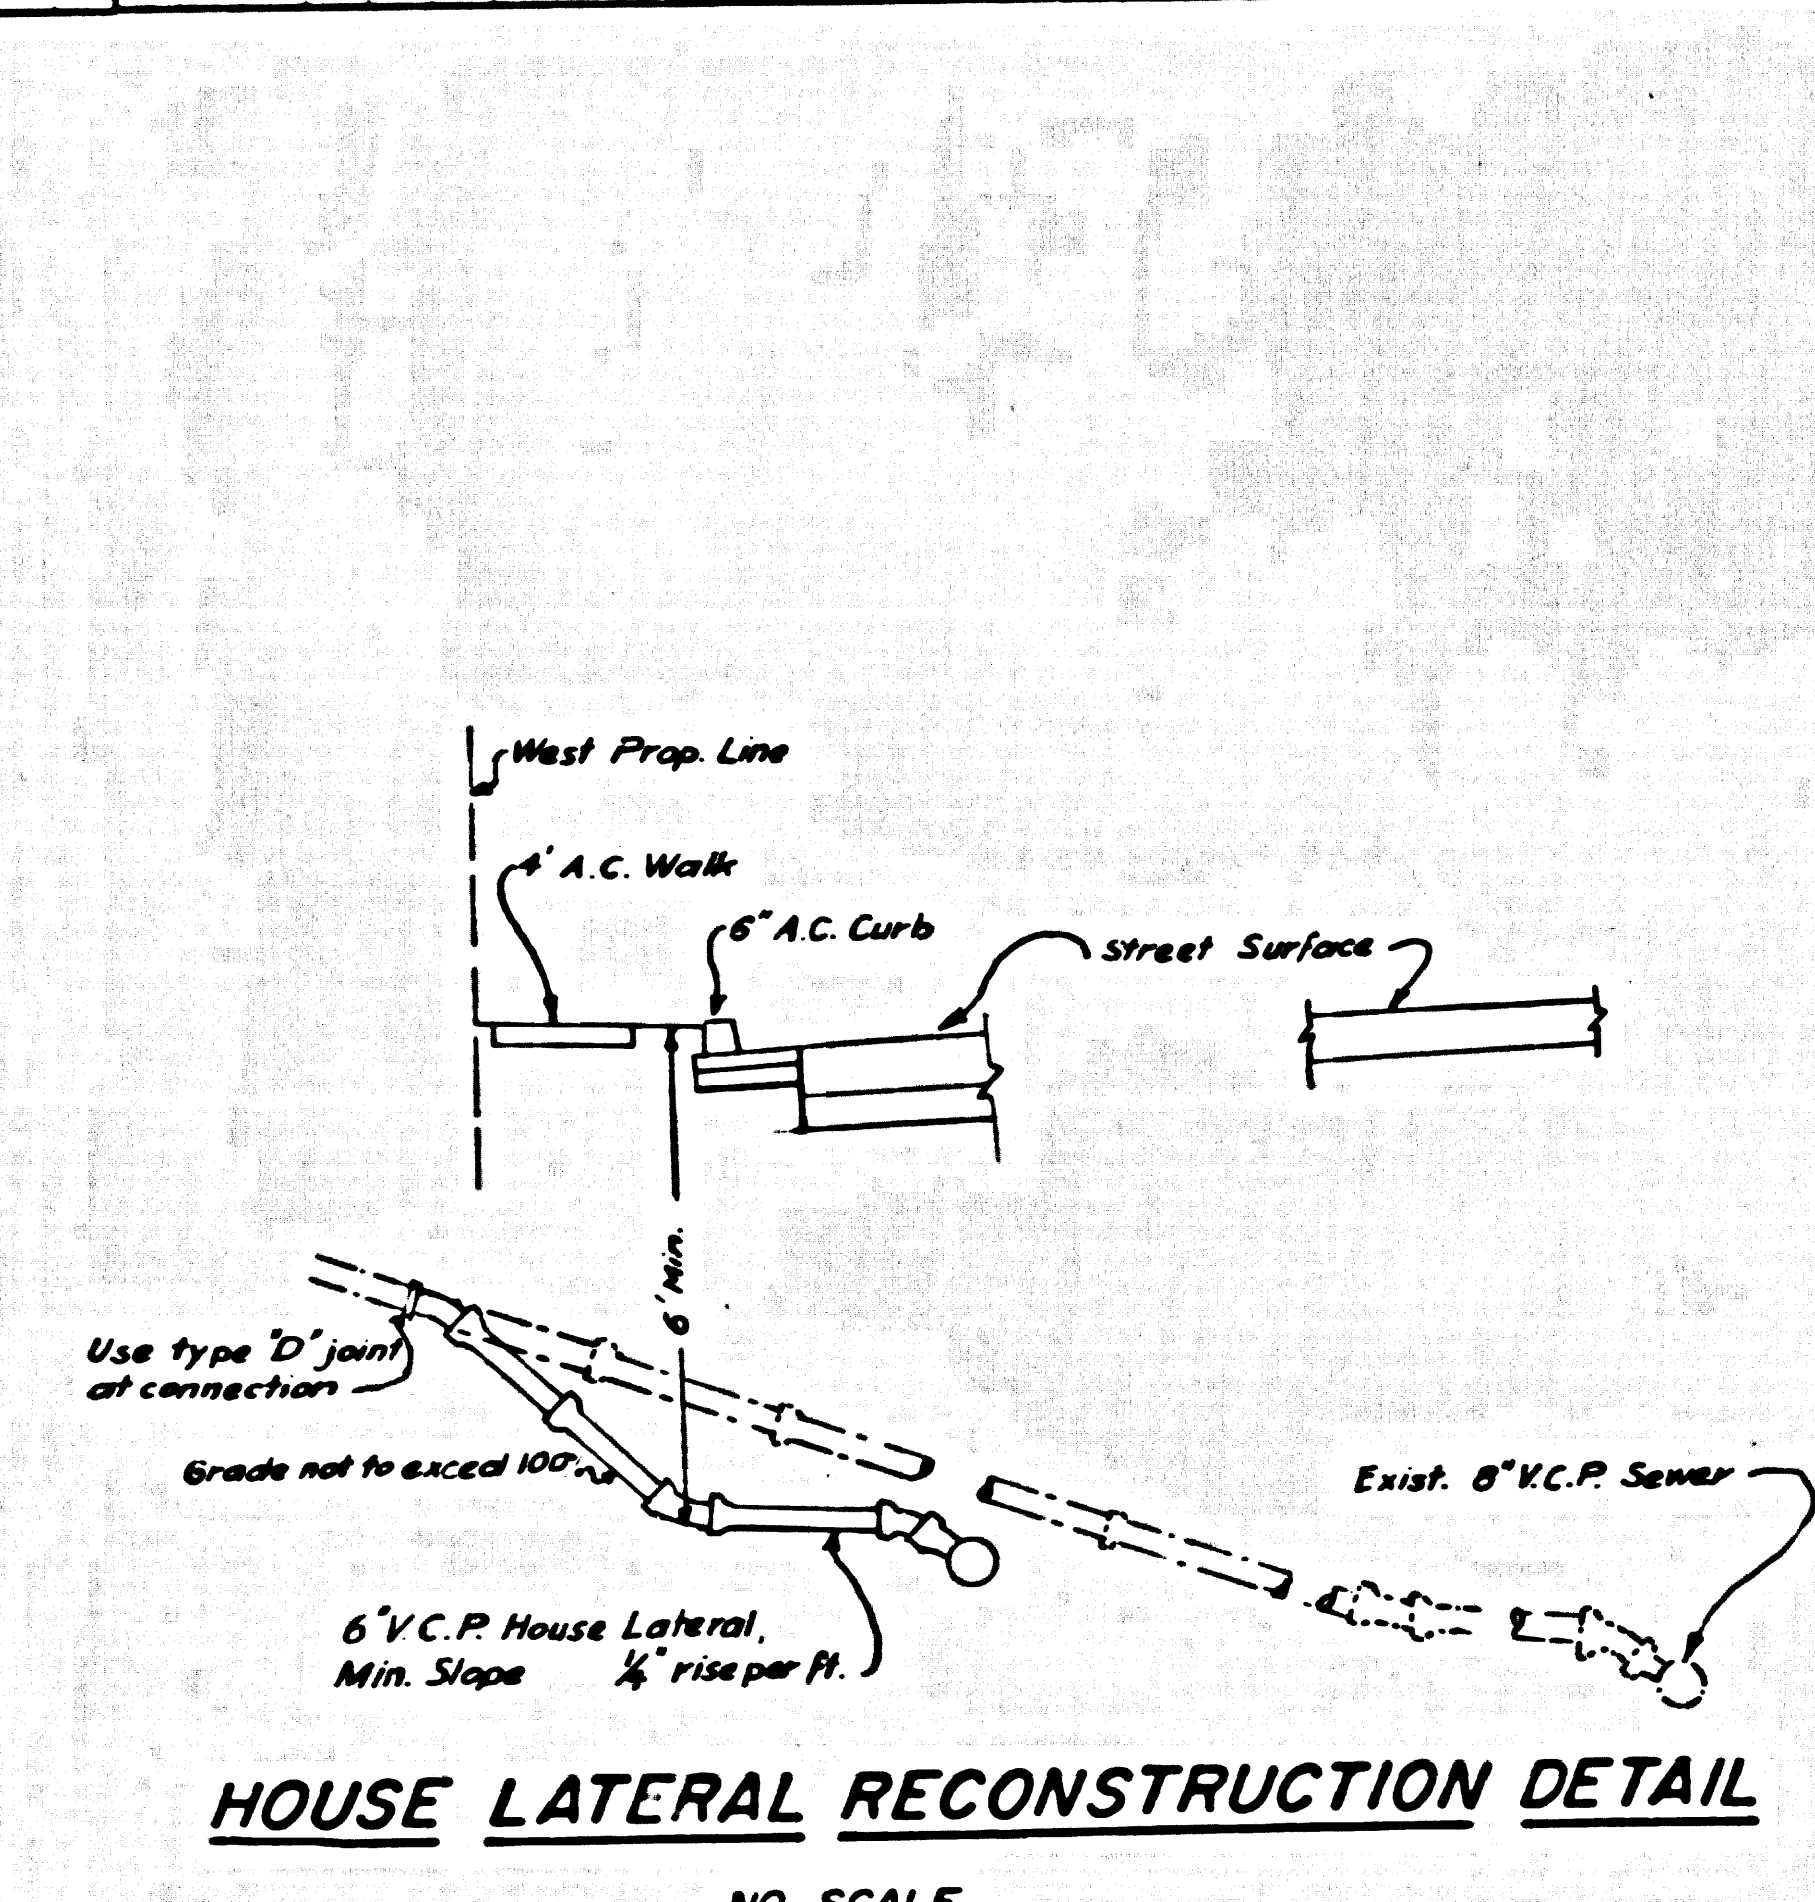 West Prop. Line
4' A.C. Walk
6" A.C. Curb
Street Surface
6' Min.
Use type "D" joint
at connection
Grade not to exceed
Exist. 8" V.C.P. Sewer
6" V.C.P. House Lateral,
Min. Slope 1/4" rise per ft.
HOUSE LATERAL RECONSTRUCTION DETAIL
NO SCALE